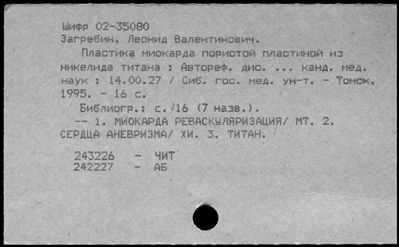 Шифр 02-35080
Загребин, Леонид Валентинович.
Пластика миокарда пористой пластиной из
никелида титана : Автореф. дис. ... канд. мед.
наук : 14.00.27 / Сиб. гос. мед. ун-т. - Томск,
1995. - 16 с.
Библиогр.: с. 16 (7 назв.).
-- 1. МИОКАРДА РЕВАСКУЛЯРИЗАЦИЯ/ МТ. 2.
СЕРДЦА АНЕВРИЗМА/ ХИ. 3. ТИТАН.
243226 - ЧИТ
242227 - АБ